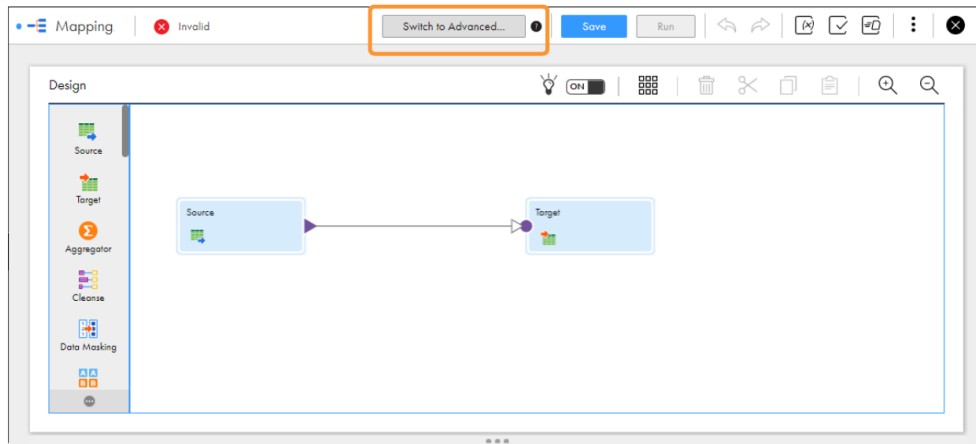 Mapping
Invalid
Switch to Advanced...
?
Save
Run
Design
ON
Source
Target
Aggregator
Cleanse
Data Masking
Source
Target